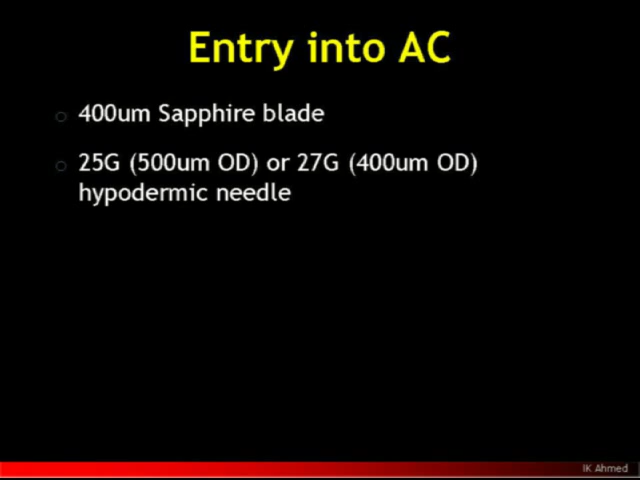 Entry into AC
400um Sapphire blade
25G (500um OD) or 27G (400um OD)
hypodermic needle
IK Ahmed